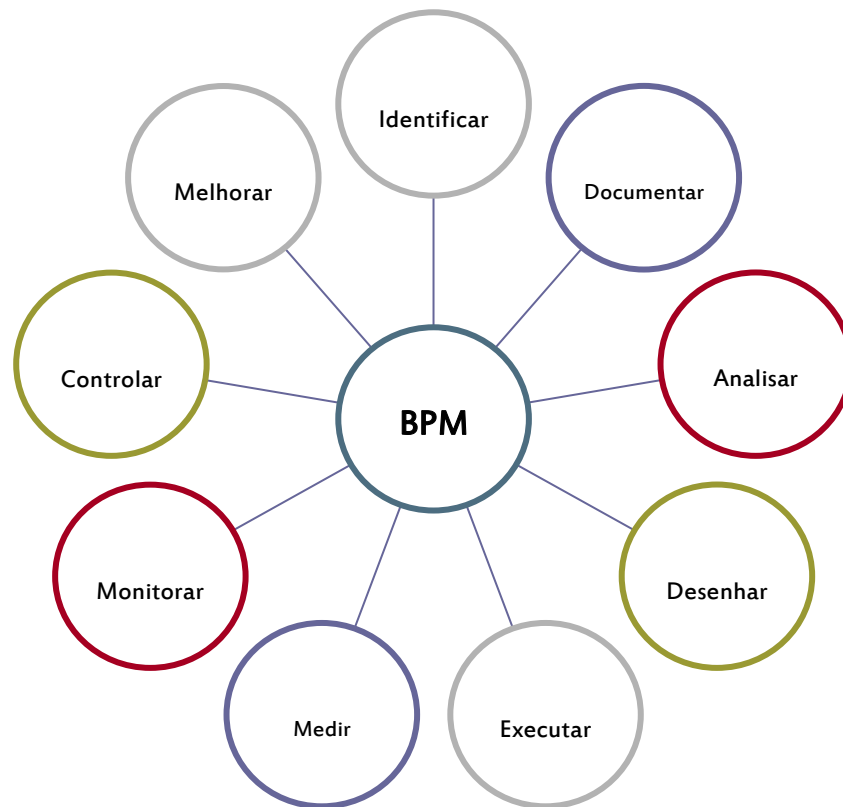 Identificar
Documentar
Analisar
Desenhar
Executar
Medir
Monitorar
Controlar
Melhorar
BPM